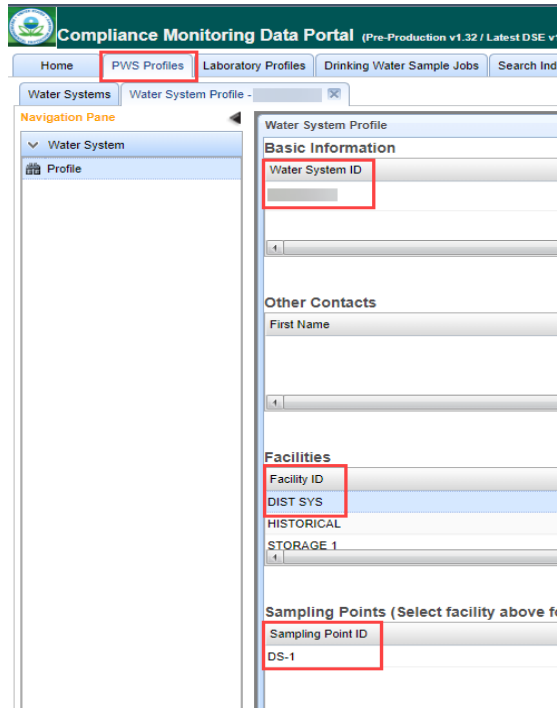 Compliance Monitoring Data Portal (Pre-Production v1.32 / Latest DSE v
Home PWS Profiles Laboratory Profiles Drinking Water Sample Jobs Search Ind
Water Systems Water System Profile -
Navigation Pane
Water System
Profile
Water System Profile
Basic Information
Water System ID
Other Contacts
First Name
Facilities
Facility ID
DIST SYS
HISTORICAL
STORAGE 1
Sampling Points (Select facility above fo
Sampling Point ID
DS-1